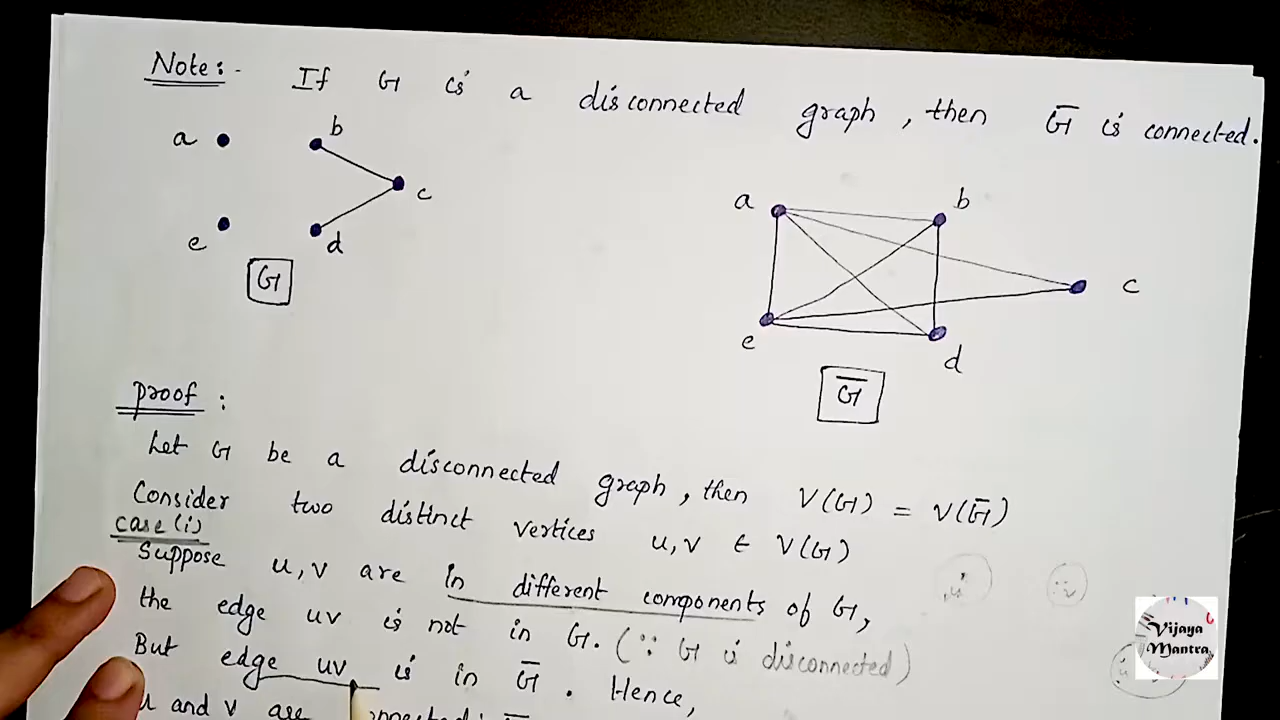 Note:- If G is a disconnected graph, then G̅ is connected.
a b c
e d
G
a b
c
e d
G̅
proof :
Let G be a disconnected graph, then V(G) = V(G̅)
Consider two distinct vertices u, v ∈ V(G)
case (i)
Suppose u, v are in different components of G,
the edge uv is not in G. (∵ G is disconnected)
But edge uv is in G̅. Hence,
u and v are
Vijaya
Mantra